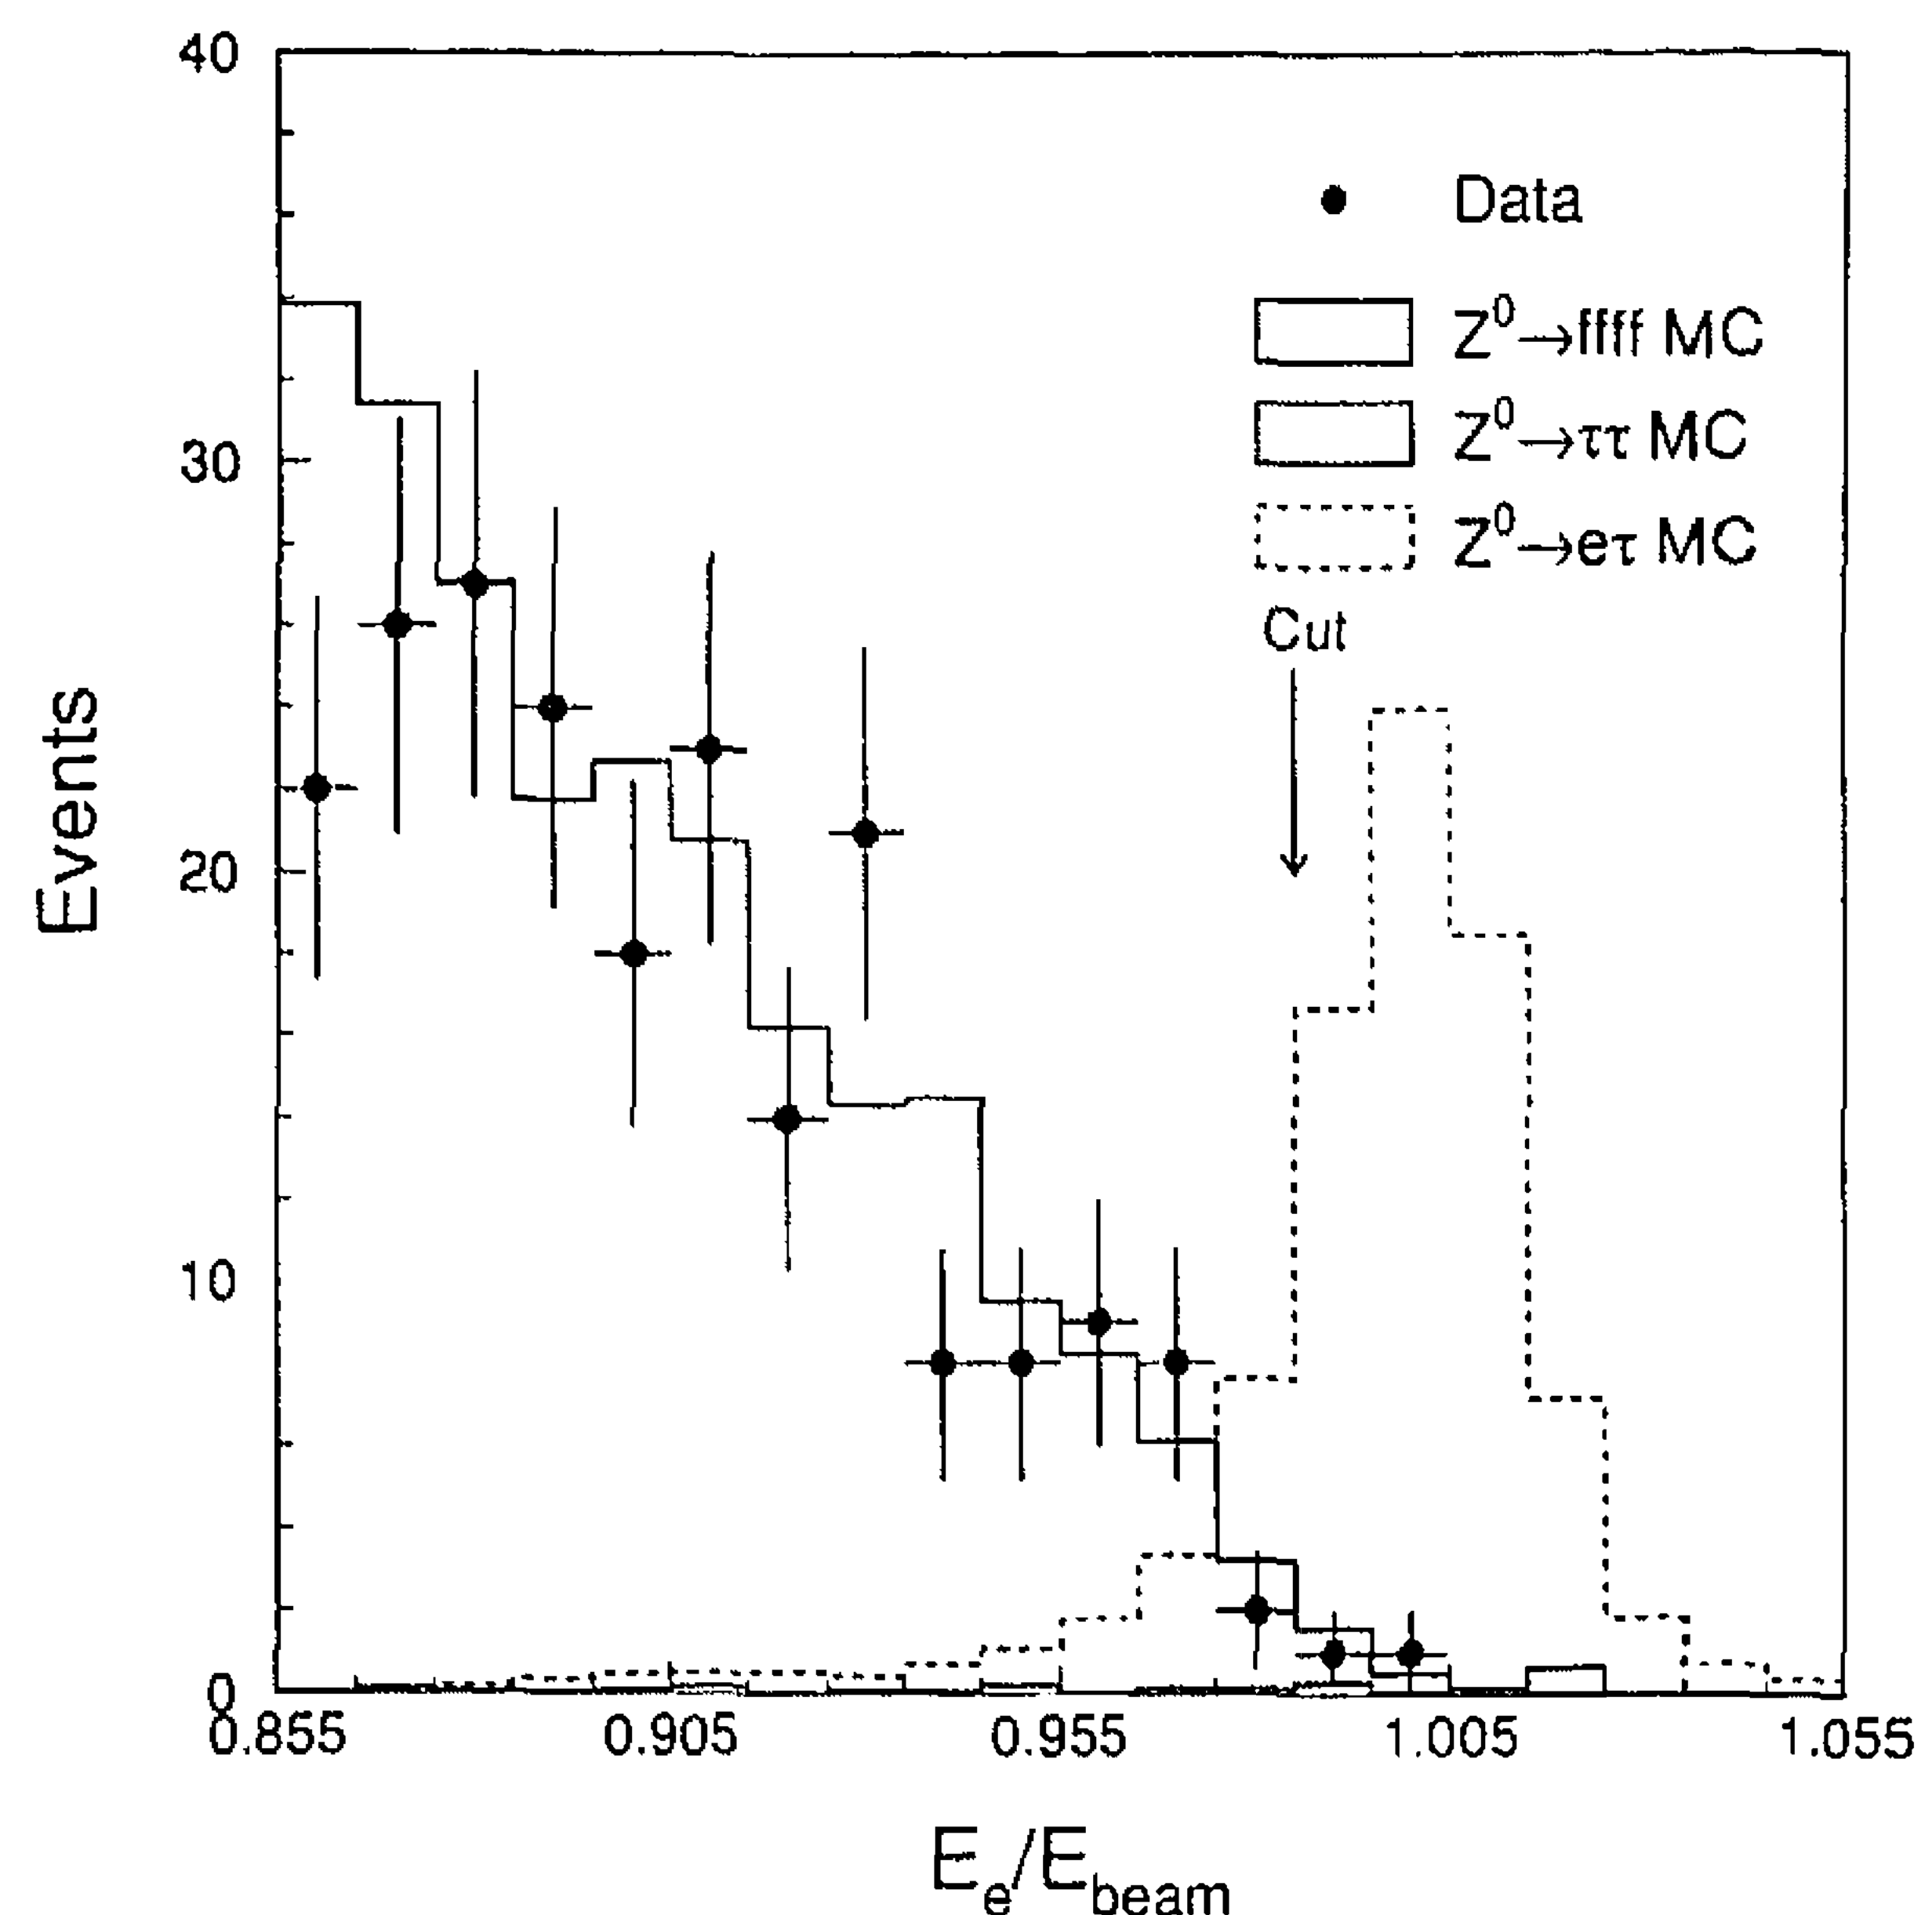 40
30
20
10
0
Events
Data
Z⁰→ffff MC
Z⁰→ττ MC
Z⁰→eτ MC
Cut
0.855 0.905 0.955 1.005 1.055
Eₑ/E_beam